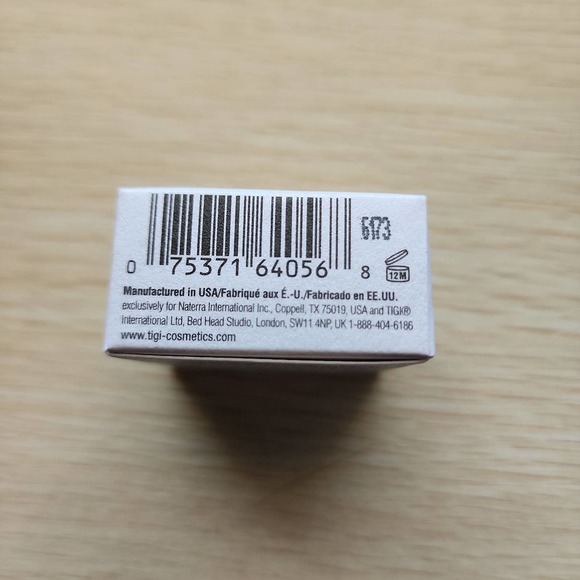 6173
0 75371 64056 8
12M
Manufactured in USA/Fabriqué aux É.-U./Fabricado en EE.UU.
exclusively for Naterra International Inc., Coppell, TX 75019, USA and TIGI®
International Ltd, Bed Head Studio, London, SW11 4NP, UK 1-888-404-6186
www.tigi-cosmetics.com